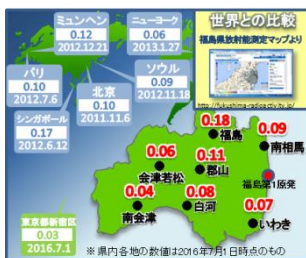 世界との比較
福島県放射能測定マップより
http://fukushima-radioactivity.jp/
ミュンヘン
0.12
2012.12.21
ニューヨーク
0.06
2013.1.27
パリ
0.10
2012.7.6
北京
0.10
2011.11.6
ソウル
0.09
2012.11.18
シンガポール
0.17
2012.6.12
東京都新宿区
0.03
2016.7.1
0.18
福島
0.09
南相馬
0.06
会津若松
0.11
郡山
福島第1原発
0.04
南会津
0.08
白河
0.07
いわき
※県内各地の数値は2016年7月1日時点のもの